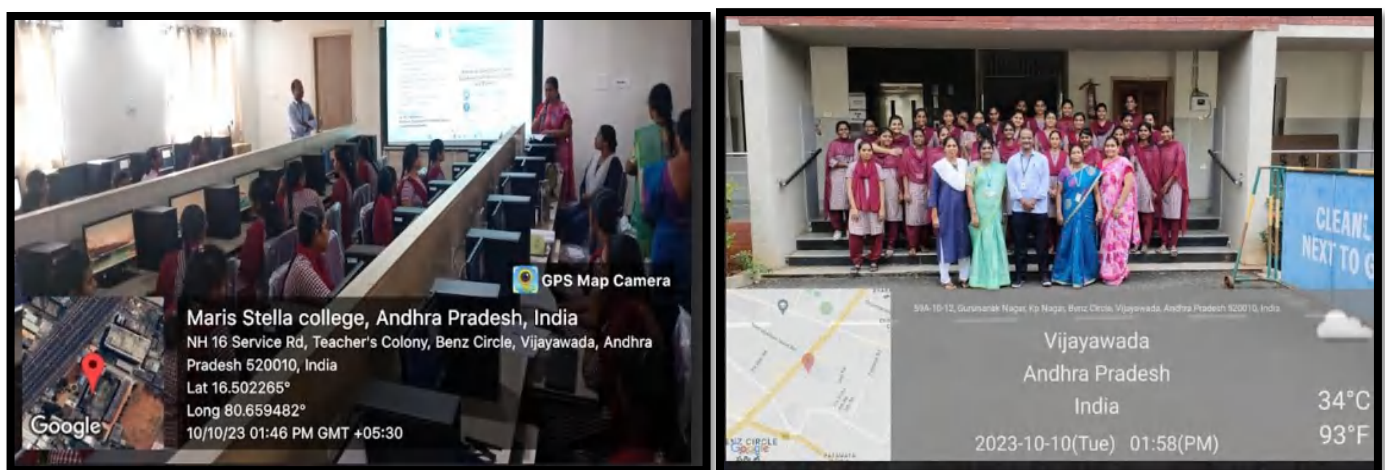 GPS Map Camera
Maris Stella college, Andhra Pradesh, India
NH 16 Service Rd, Teacher's Colony, Benz Circle, Vijayawada, Andhra
Pradesh 520010, India
Lat 16.502265°
Long 80.659482°
10/10/23 01:46 PM GMT +05:30
Google
CLEAN
NEXT TO G
59A-10-12, Gurunanak Nagar, Kp Nagar, Benz Circle, Vijayawada, Andhra Pradesh 520010, India
Vijayawada
Andhra Pradesh
India
2023-10-10(Tue) 01:58(PM)
34°C
93°F
BENZ CIRCLE
Google